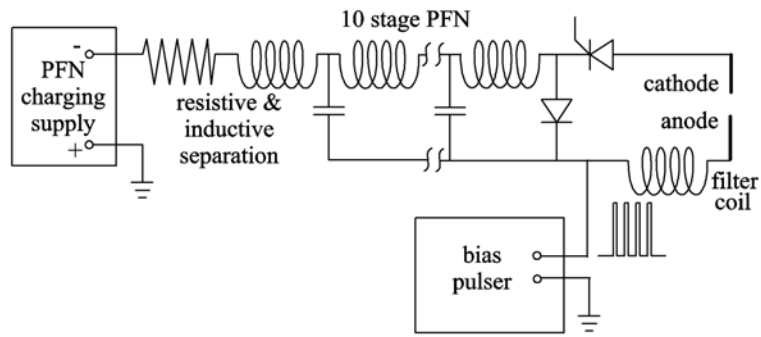 10 stage PFN
-
PFN
charging
supply
+
resistive &
inductive
separation
cathode
anode
filter
coil
bias
pulser